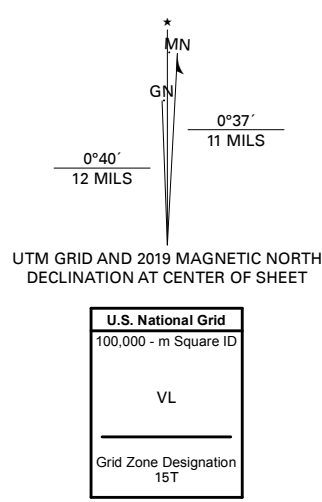 ★
MN
GN
0°37´
11 MILS
0°40´
12 MILS
UTM GRID AND 2019 MAGNETIC NORTH
DECLINATION AT CENTER OF SHEET
U.S. National Grid
100,000 - m Square ID
VL
Grid Zone Designation
15T